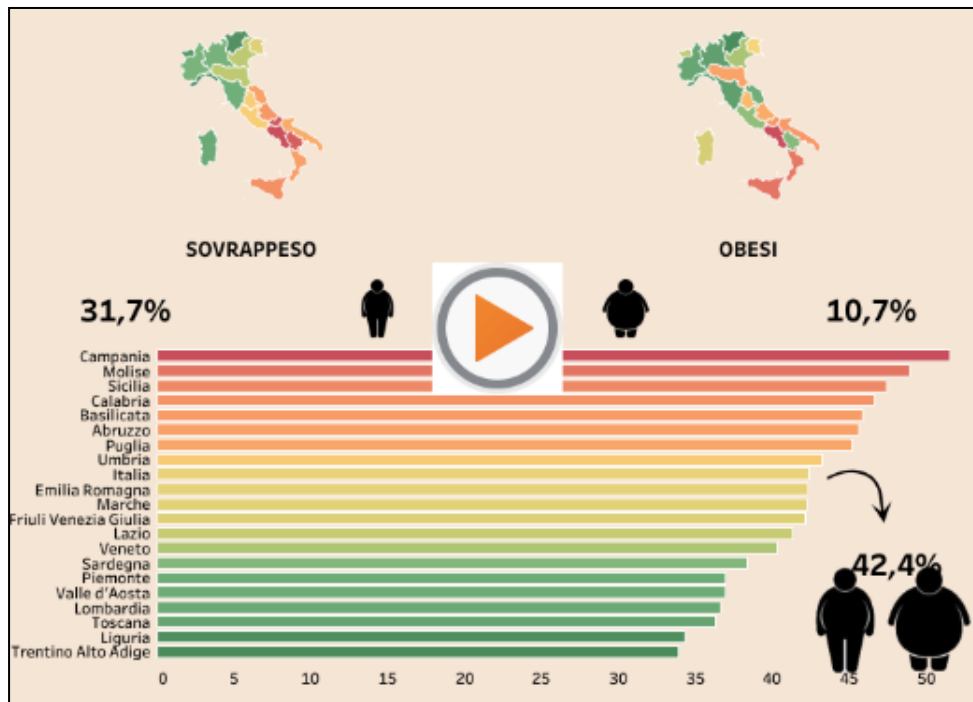 SOVRAPPESO
OBESI
31,7%
10,7%
Campania
Molise
Sicilia
Calabria
Basilicata
Abruzzo
Puglia
Umbria
Italia
Emilia Romagna
Marche
Friuli Venezia Giulia
Lazio
Veneto
Sardegna
42,4%
Piemonte
Valle d'Aosta
Lombardia
Toscana
Liguria
Trentino Alto Adige
0 5 10 15 20 25 30 35 40 45 50